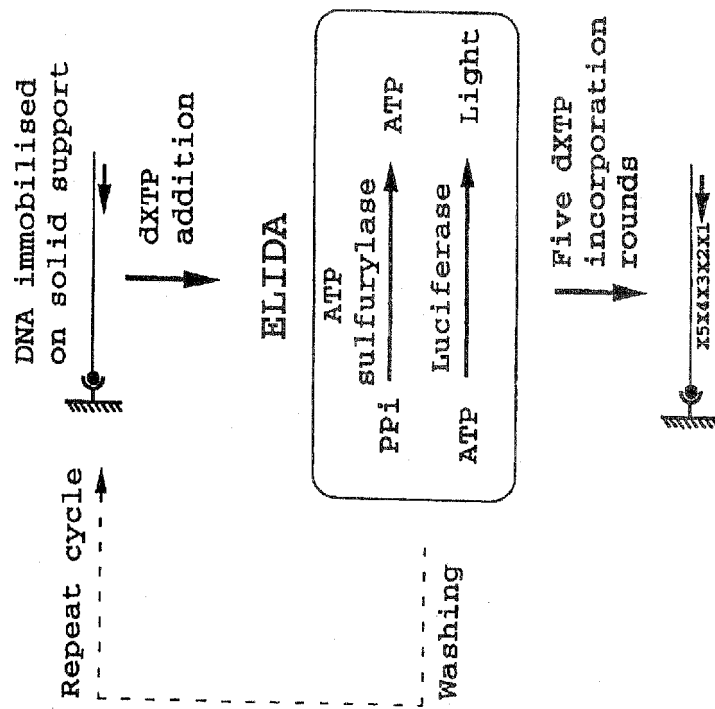 DNA immobilised
on solid support
Repeat cycle
dXTP
addition
ELIDA
ATP
sulfurylase
PPi
ATP
Luciferase
ATP
Light
Washing
Five dXTP
incorporation
rounds
X5X4X3X2X1